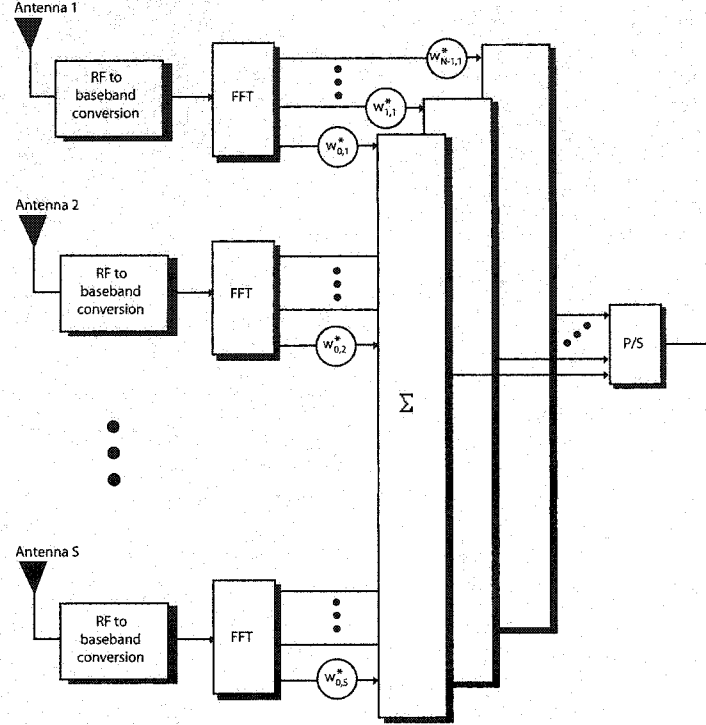 Antenna 1
RF to
baseband
conversion
FFT
w*N-1,1
w*1,1
w*0,1
Antenna 2
RF to
baseband
conversion
FFT
w*0,2
Σ
P/S
Antenna S
RF to
baseband
conversion
FFT
w*0,S